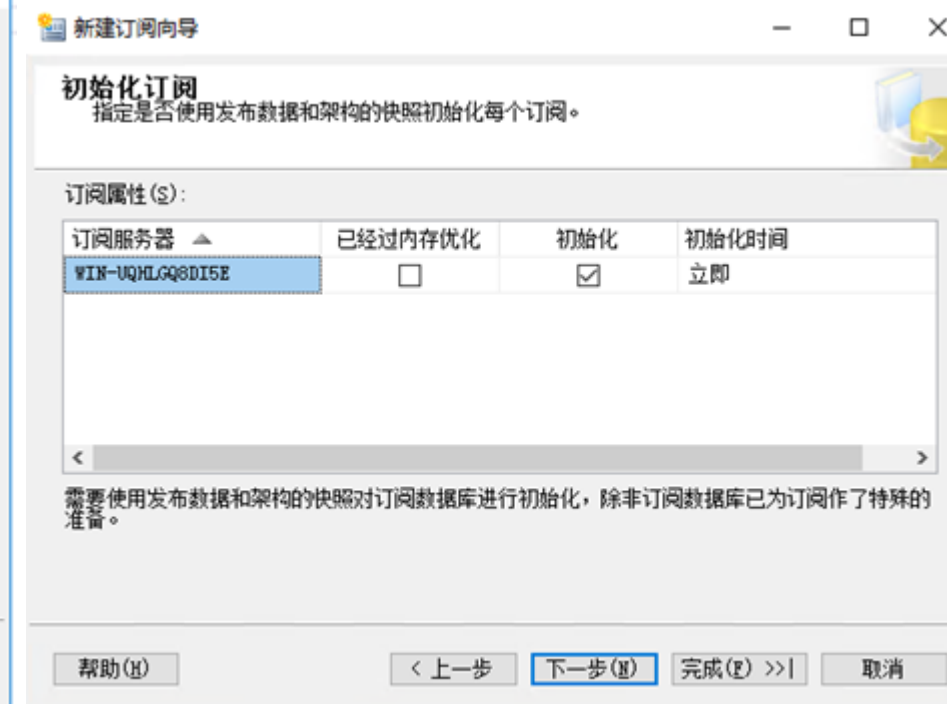 新建订阅向导
初始化订阅
指定是否使用发布数据和架构的快照初始化每个订阅。
订阅属性(S):
订阅服务器 已经过内存优化 初始化 初始化时间
WIN-UQHLGQ8DI5E 立即
需要使用发布数据和架构的快照对订阅数据库进行初始化，除非订阅数据库已为订阅作了特殊的
准备。
帮助(H) < 上一步 下一步(N) 完成(F) >>| 取消